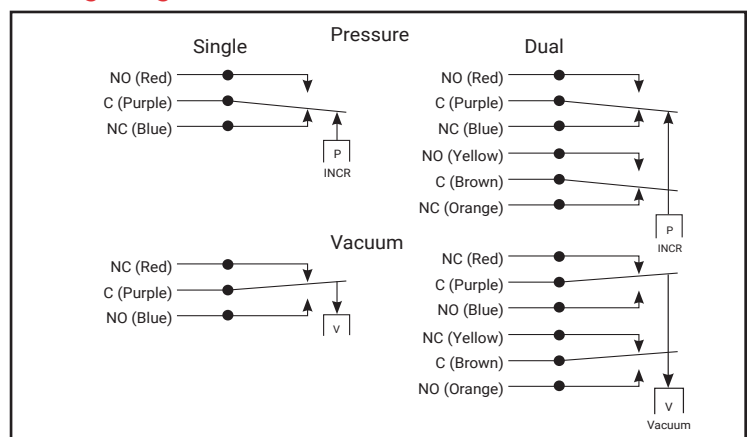 Pressure
Single
NO (Red)
C (Purple)
NC (Blue)
P
INCR
Dual
NO (Red)
C (Purple)
NC (Blue)
NO (Yellow)
C (Brown)
NC (Orange)
P
INCR
Vacuum
NC (Red)
C (Purple)
NO (Blue)
V
NC (Red)
C (Purple)
NO (Blue)
NC (Yellow)
C (Brown)
NO (Orange)
V
Vacuum